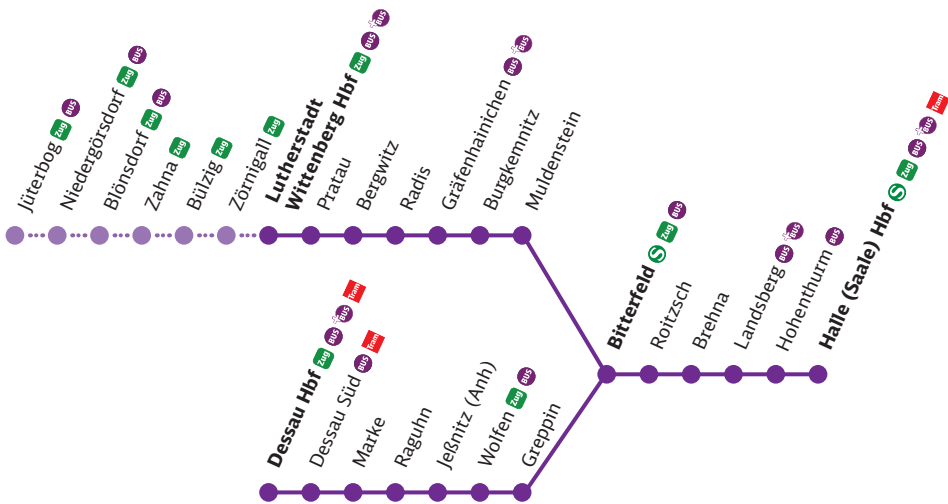 Jüterbog Zug BUS
Niedergörsdorf Zug BUS
Blönsdorf Zug BUS
Zahna Zug
Bülzig Zug
Zörnigall Zug
Lutherstadt
Wittenberg Hbf Zug BUS +BUS
Pratau
Bergwitz
Radis
Gräfenhainichen BUS +BUS
Burgkemnitz
Muldenstein
Bitterfeld S Zug BUS
Roitzsch
Brehna
Landsberg BUS +BUS
Hohenthurm BUS
Halle (Saale) Hbf S Zug BUS +BUS Tram
Dessau Hbf Zug BUS +BUS Tram
Dessau Süd BUS Tram
Marke
Raguhn
Jeßnitz (Anh)
Wolfen Zug BUS
Greppin